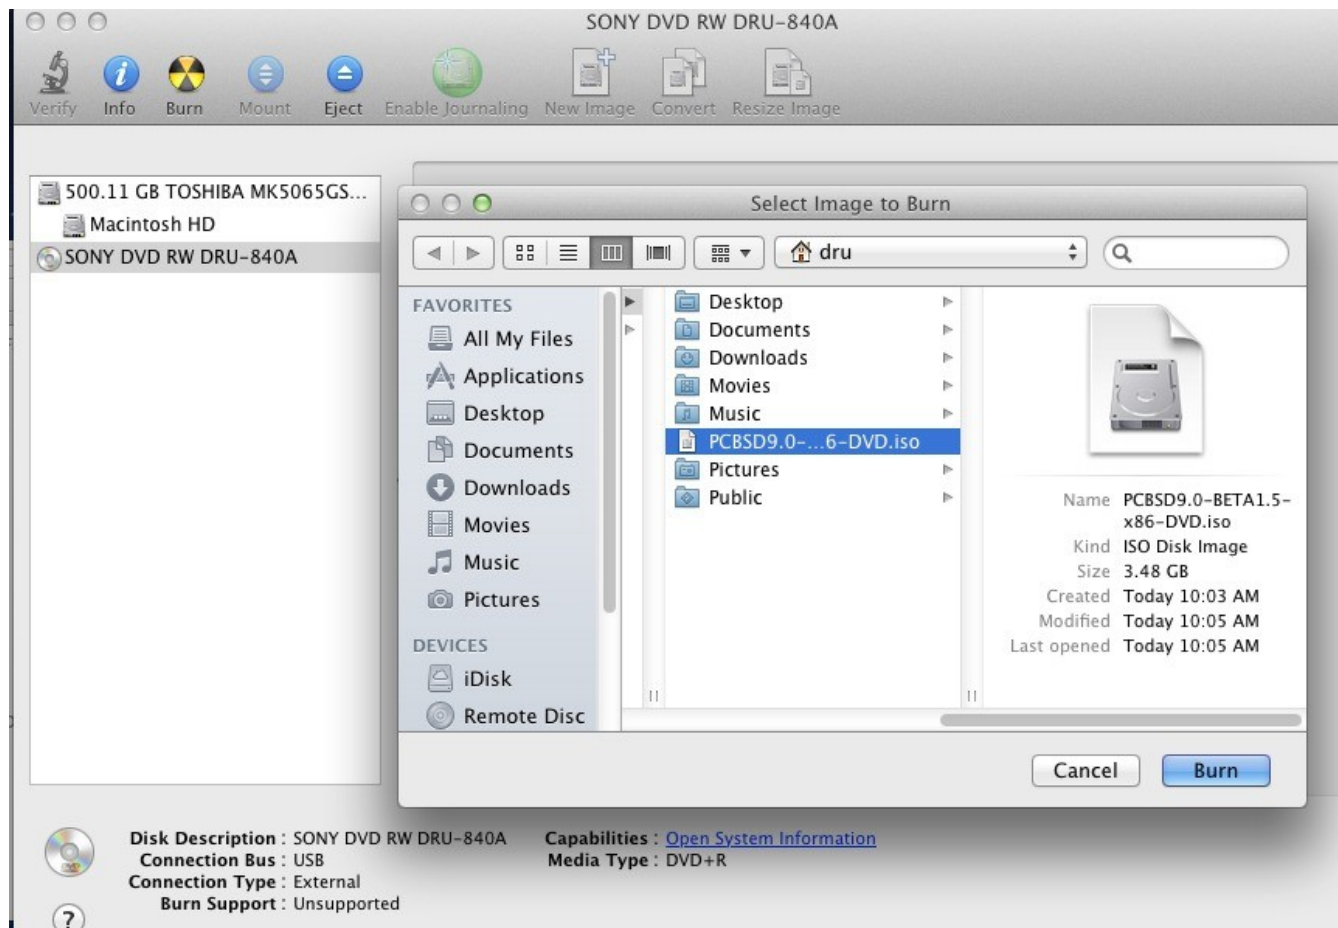 SONY DVD RW DRU-840A
Verify Info Burn Mount Eject Enable Journaling New Image Convert Resize Image
500.11 GB TOSHIBA MK5065GS...
Macintosh HD
SONY DVD RW DRU-840A
Select Image to Burn
dru
FAVORITES
All My Files
Applications
Desktop
Documents
Downloads
Movies
Music
Pictures
DEVICES
iDisk
Remote Disc
Desktop
Documents
Downloads
Movies
Music
PCBSD9.0-...6-DVD.iso
Pictures
Public
Name PCBSD9.0-BETA1.5-
x86-DVD.iso
Kind ISO Disk Image
Size 3.48 GB
Created Today 10:03 AM
Modified Today 10:05 AM
Last opened Today 10:05 AM
Cancel Burn
Disk Description : SONY DVD RW DRU-840A
Connection Bus : USB
Connection Type : External
Burn Support : Unsupported
Capabilities : Open System Information
Media Type : DVD+R
?